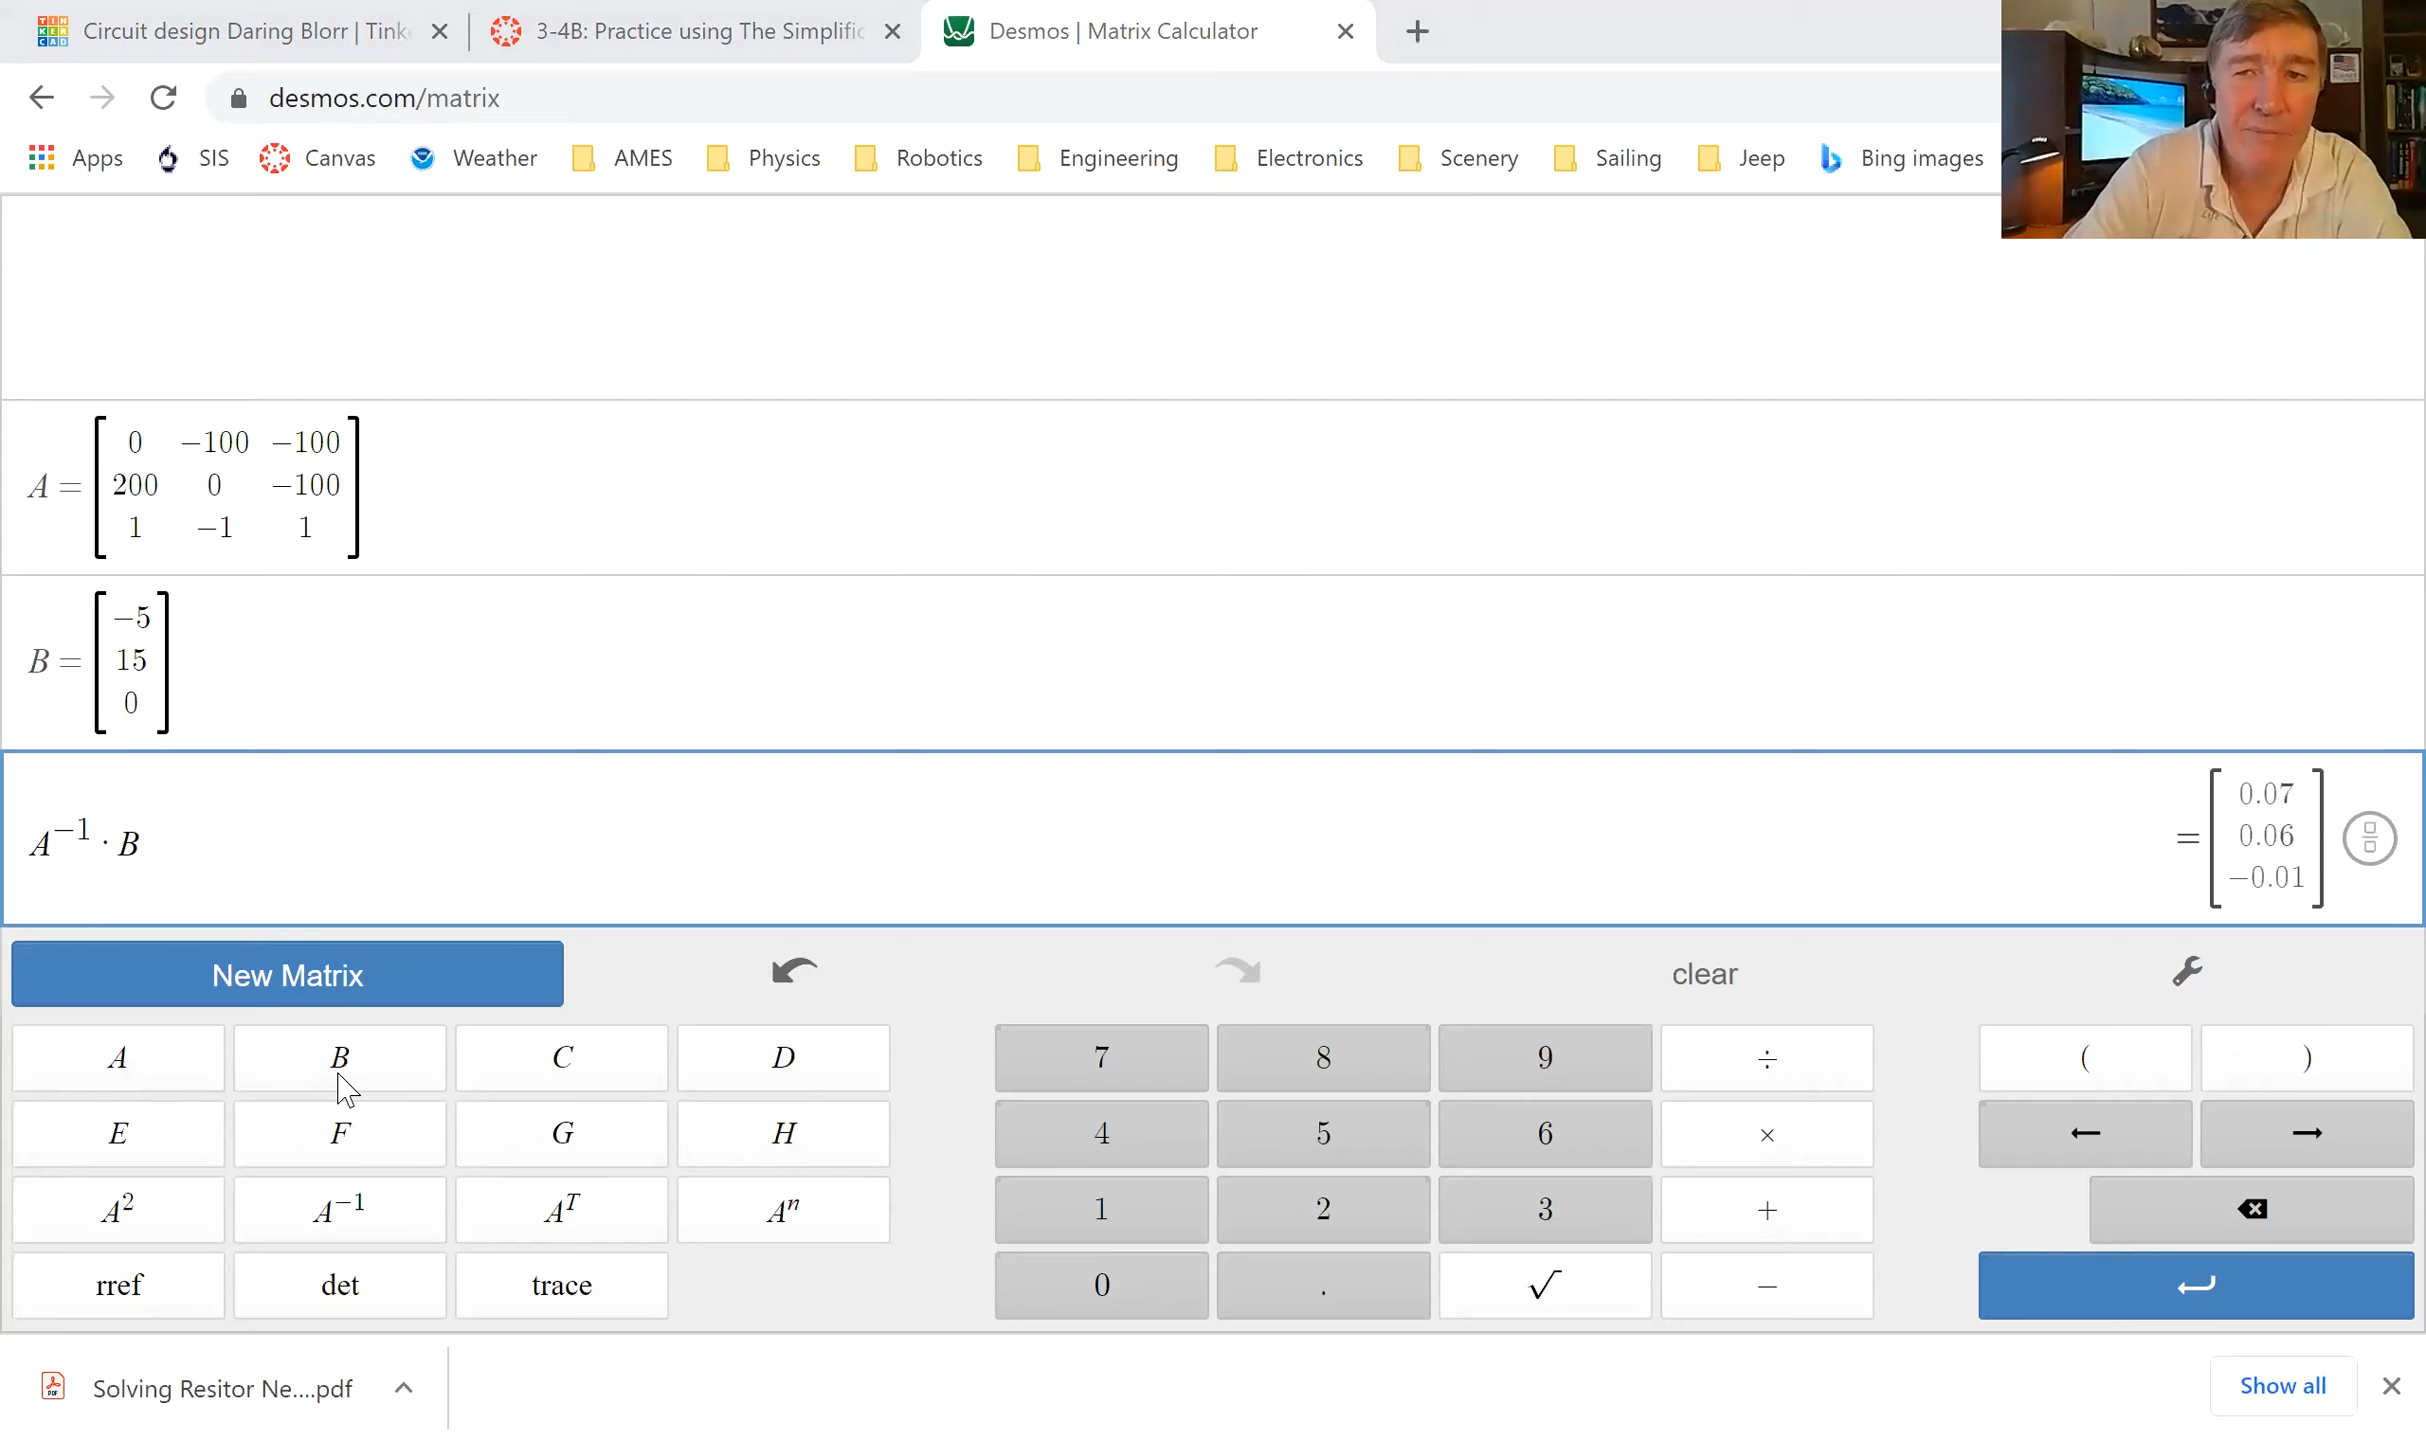 Circuit design Daring Blorr | Tink
3-4B: Practice using The Simplific
Desmos | Matrix Calculator
desmos.com/matrix
Apps SIS Canvas Weather AMES Physics Robotics Engineering Electronics Scenery Sailing Jeep Bing images
A = [0 −100 −100
200 0 −100
1 −1 1]
B = [−5
15
0]
A⁻¹ · B = [0.07
0.06
−0.01]
New Matrix clear
A B C D 7 8 9 ÷ ( )
E F G H 4 5 6 × ← →
A² A⁻¹ Aᵀ Aⁿ 1 2 3 +
rref det trace 0 . √ −
Solving Resitor Ne....pdf Show all